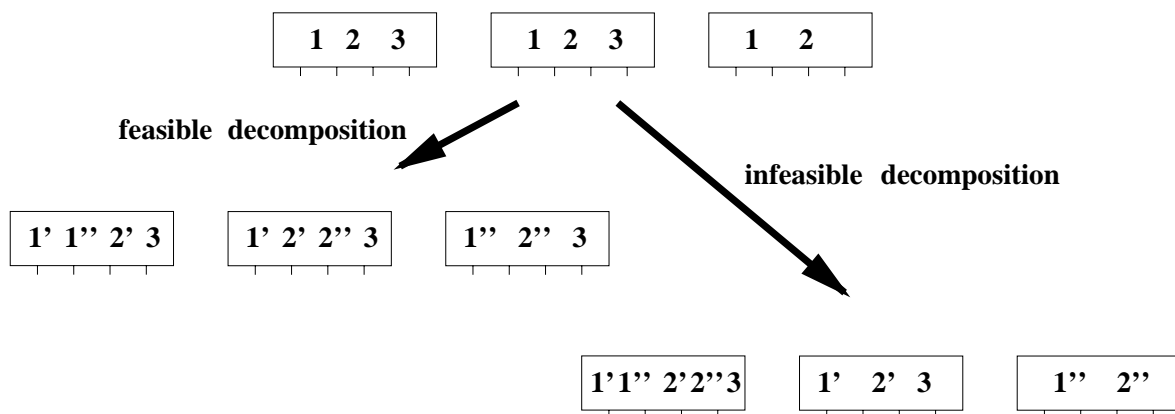 1 2 3 1 2 3 1 2
feasible decomposition
infeasible decomposition
1’ 1’’ 2’ 3 1’ 2’ 2’’ 3 1’’ 2’’ 3
1’1’’ 2’2’’3 1’ 2’ 3 1’’ 2’’